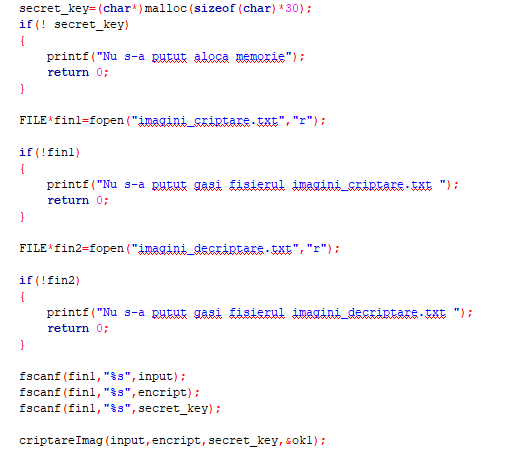 secret_key=(char*)malloc(sizeof(char)*30);
if(! secret_key)
{
    printf("Nu s-a putut aloca memorie");
    return 0;
}
FILE*fin1=fopen("imagini_criptare.txt","r");
if(!fin1)
{
    printf("Nu s-a putut gasi fisierul imagini_criptare.txt ");
    return 0;
}
FILE*fin2=fopen("imagini_decriptare.txt","r");
if(!fin2)
{
    printf("Nu s-a putut gasi fisierul imagini_decriptare.txt ");
    return 0;
}
fscanf(fin1,"%s",input);
fscanf(fin1,"%s",encript);
fscanf(fin1,"%s",secret_key);
criptareImag(input,encript,secret_key,&ok1);